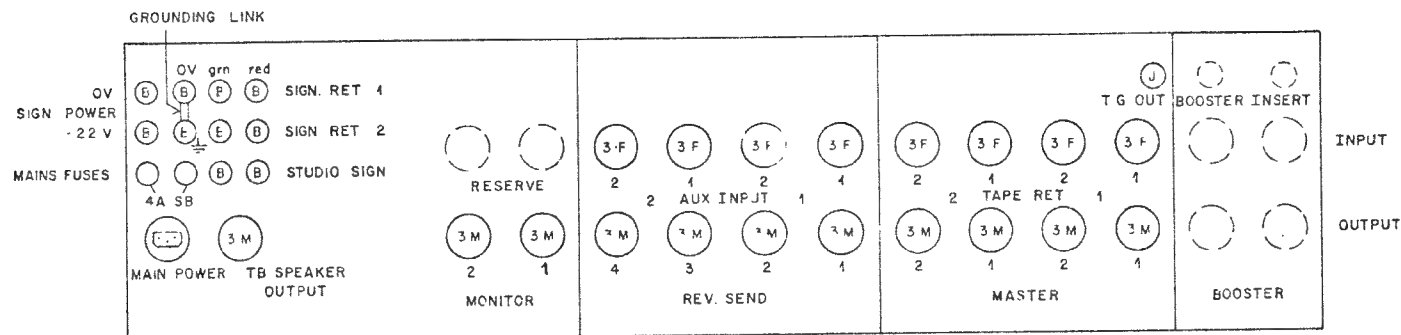 GROUNDING LINK
OV grn red
OV B B B SIGN. RET 1
SIGN POWER
-22 V B E E B SIGN RET 2
MAINS FUSES B B STUDIO SIGN
4A SB
3 M
MAIN POWER TB SPEAKER
OUTPUT
RESERVE
3 M 3 M
2 1
MONITOR
3·F 3 F 3 F 3 F
2 1 2 1
2 AUX INPUT 1
3 M 3 M 3 M 3 M
4 3 2 1
REV. SEND
J
T G OUT
3 F 3 F 3 F 3 F
2 1 2 1
2 TAPE RET 1
3 M 3 M 3 M 3 M
2 1 2 1
MASTER
BOOSTER INSERT
BOOSTER
INPUT
OUTPUT